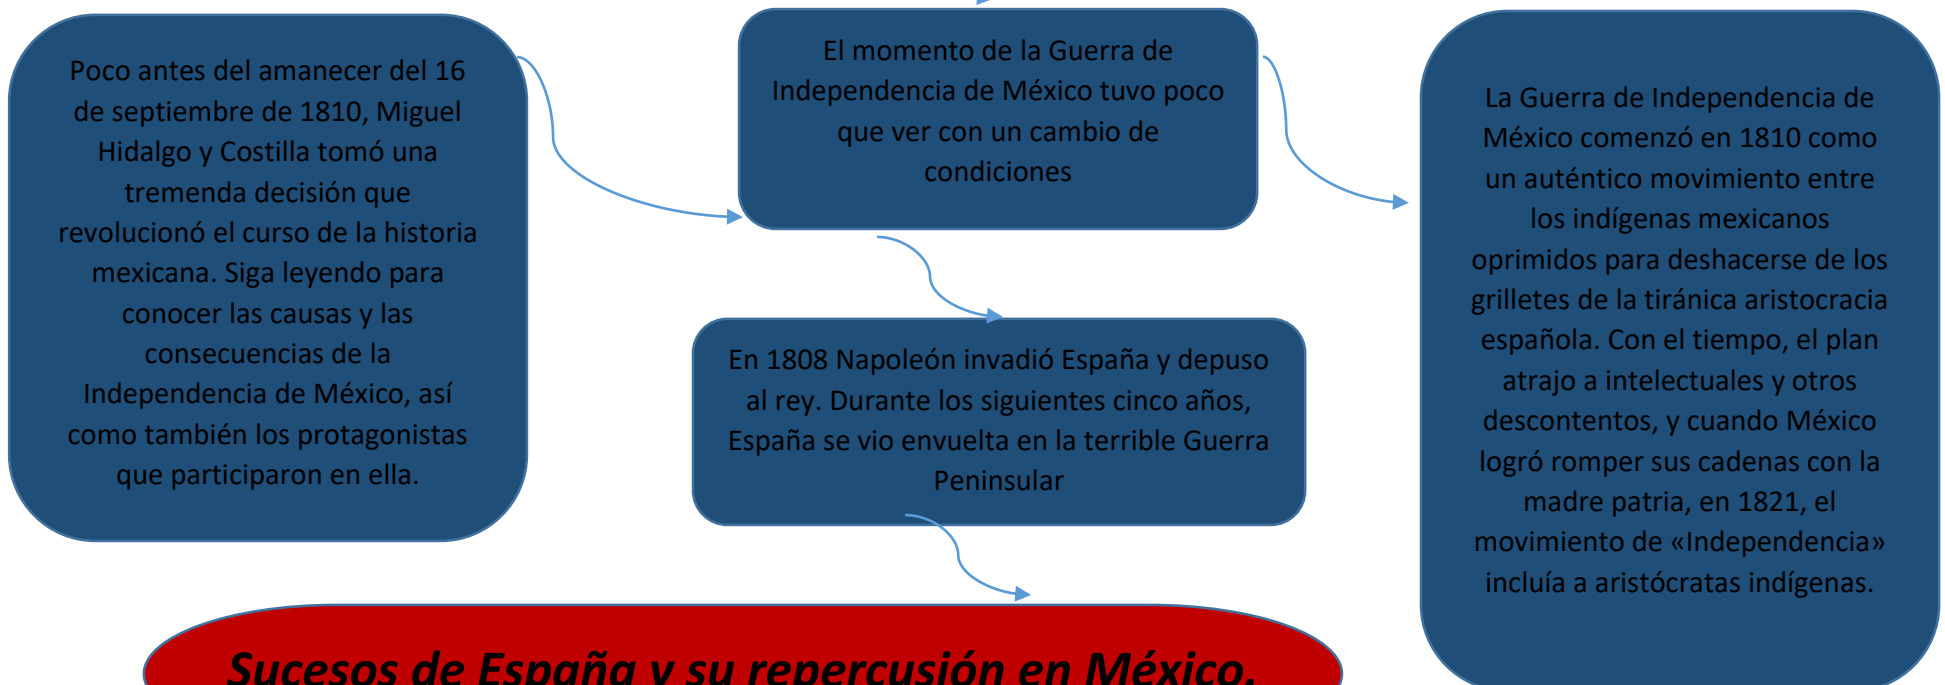 Poco antes del amanecer del 16
de septiembre de 1810, Miguel
Hidalgo y Costilla tomó una
tremenda decisión que
revolucionó el curso de la historia
mexicana. Siga leyendo para
conocer las causas y las
consecuencias de la
Independencia de México, así
como también los protagonistas
que participaron en ella.
El momento de la Guerra de
Independencia de México tuvo poco
que ver con un cambio de
condiciones
En 1808 Napoleón invadió España y depuso
al rey. Durante los siguientes cinco años,
España se vio envuelta en la terrible Guerra
Peninsular
La Guerra de Independencia de
México comenzó en 1810 como
un auténtico movimiento entre
los indígenas mexicanos
oprimidos para deshacerse de los
grilletes de la tiránica aristocracia
española. Con el tiempo, el plan
atrajo a intelectuales y otros
descontentos, y cuando México
logró romper sus cadenas con la
madre patria, en 1821, el
movimiento de «Independencia»
incluía a aristócratas indígenas.
Sucesos de España y su repercusión en México.